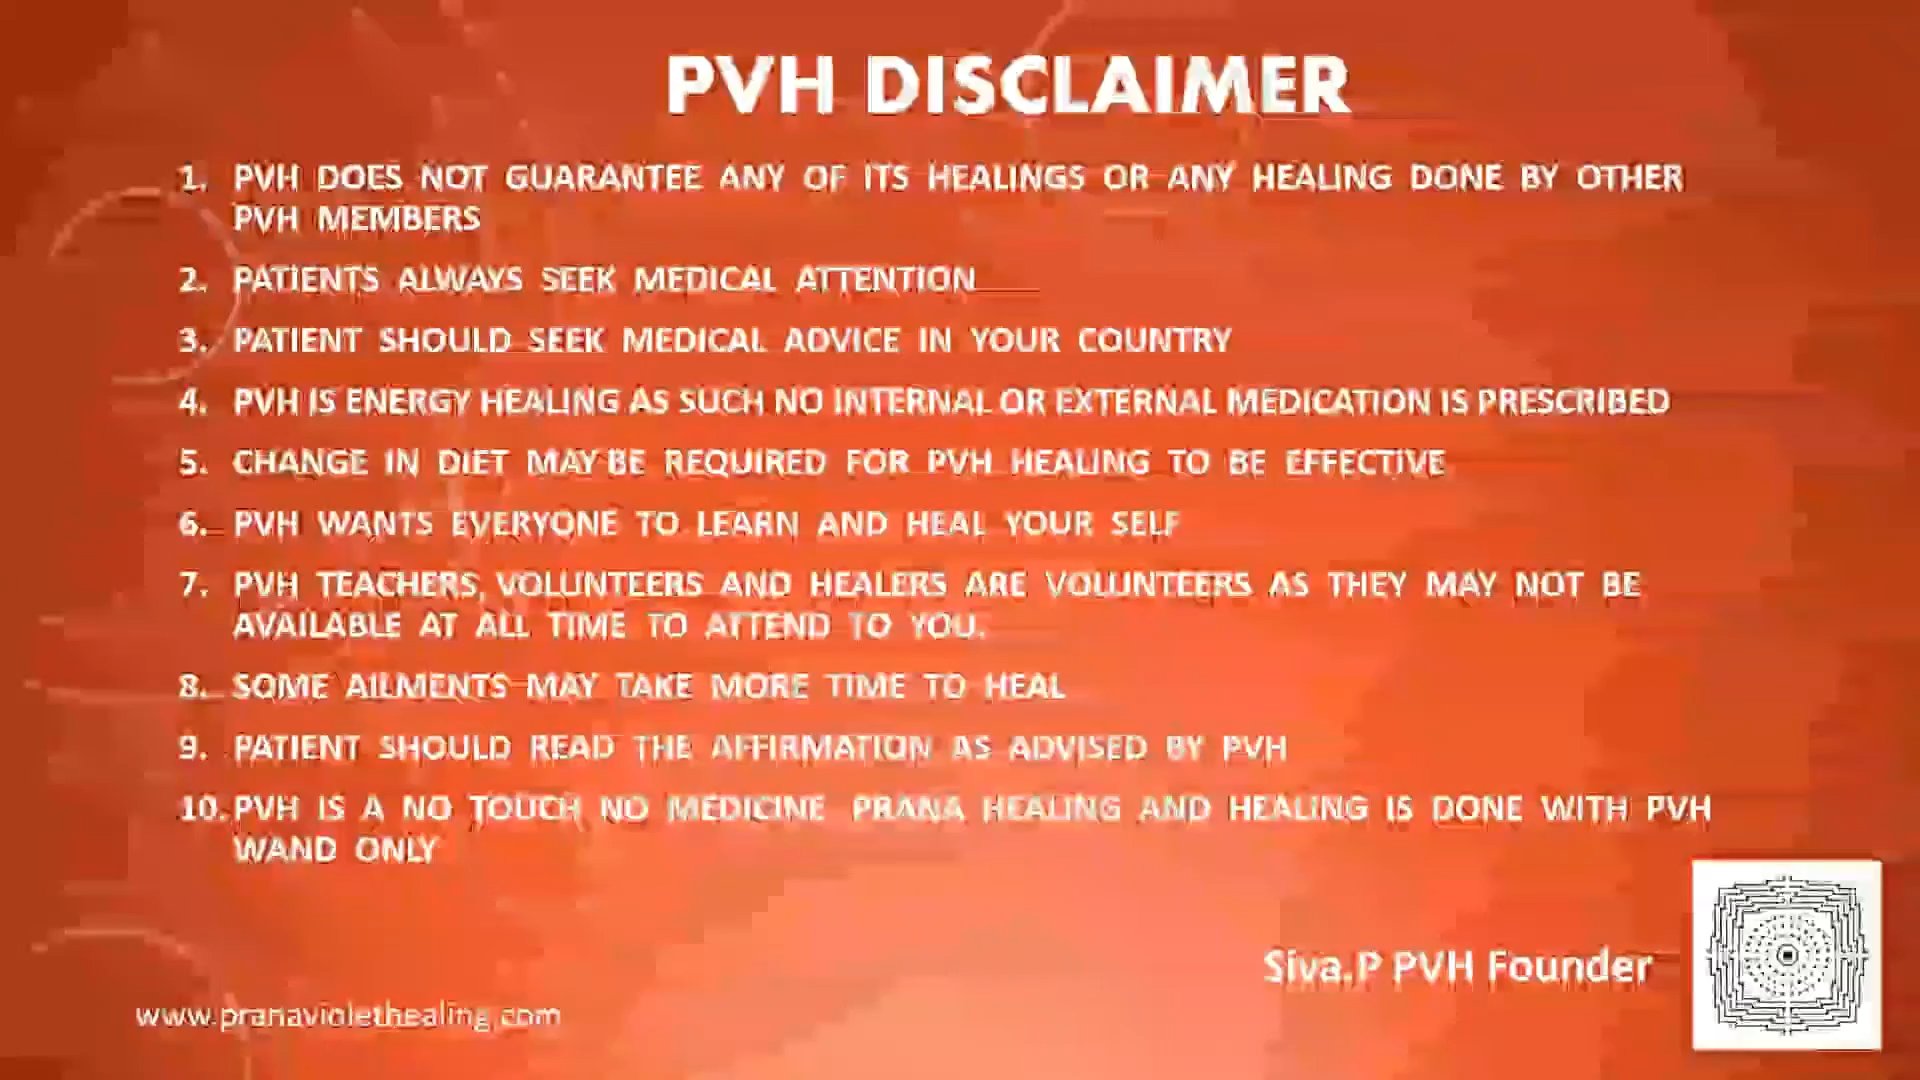 PVH DISCLAIMER
1. PVH DOES NOT GUARANTEE ANY OF ITS HEALINGS OR ANY HEALING DONE BY OTHER
PVH MEMBERS
2. PATIENTS ALWAYS SEEK MEDICAL ATTENTION
3. PATIENT SHOULD SEEK MEDICAL ADVICE IN YOUR COUNTRY
4. PVH IS ENERGY HEALING AS SUCH NO INTERNAL OR EXTERNAL MEDICATION IS PRESCRIBED
5. CHANGE IN DIET MAY BE REQUIRED FOR PVH HEALING TO BE EFFECTIVE
6. PVH WANTS EVERYONE TO LEARN AND HEAL YOUR SELF
7. PVH TEACHERS, VOLUNTEERS AND HEALERS ARE VOLUNTEERS AS THEY MAY NOT BE
AVAILABLE AT ALL TIME TO ATTEND TO YOU.
8. SOME AILMENTS MAY TAKE MORE TIME TO HEAL
9. PATIENT SHOULD READ THE AFFIRMATION AS ADVISED BY PVH
10. PVH IS A NO TOUCH NO MEDICINE PRANA HEALING AND HEALING IS DONE WITH PVH
WAND ONLY
Siva.P PVH Founder
www.pranaviolethealing.com